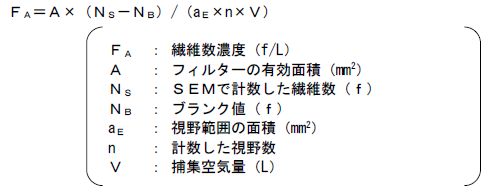 FA＝A×（NS－NB）/（aE×n×V）
FA ： 繊維数濃度（f/L）
A ： フィルターの有効面積（mm²）
NS ： ＳＥＭで計数した繊維数（ｆ）
NB ： ブランク値（ｆ）
aE ： 視野範囲の面積（mm²）
n ： 計数した視野数
V ： 捕集空気量（L）